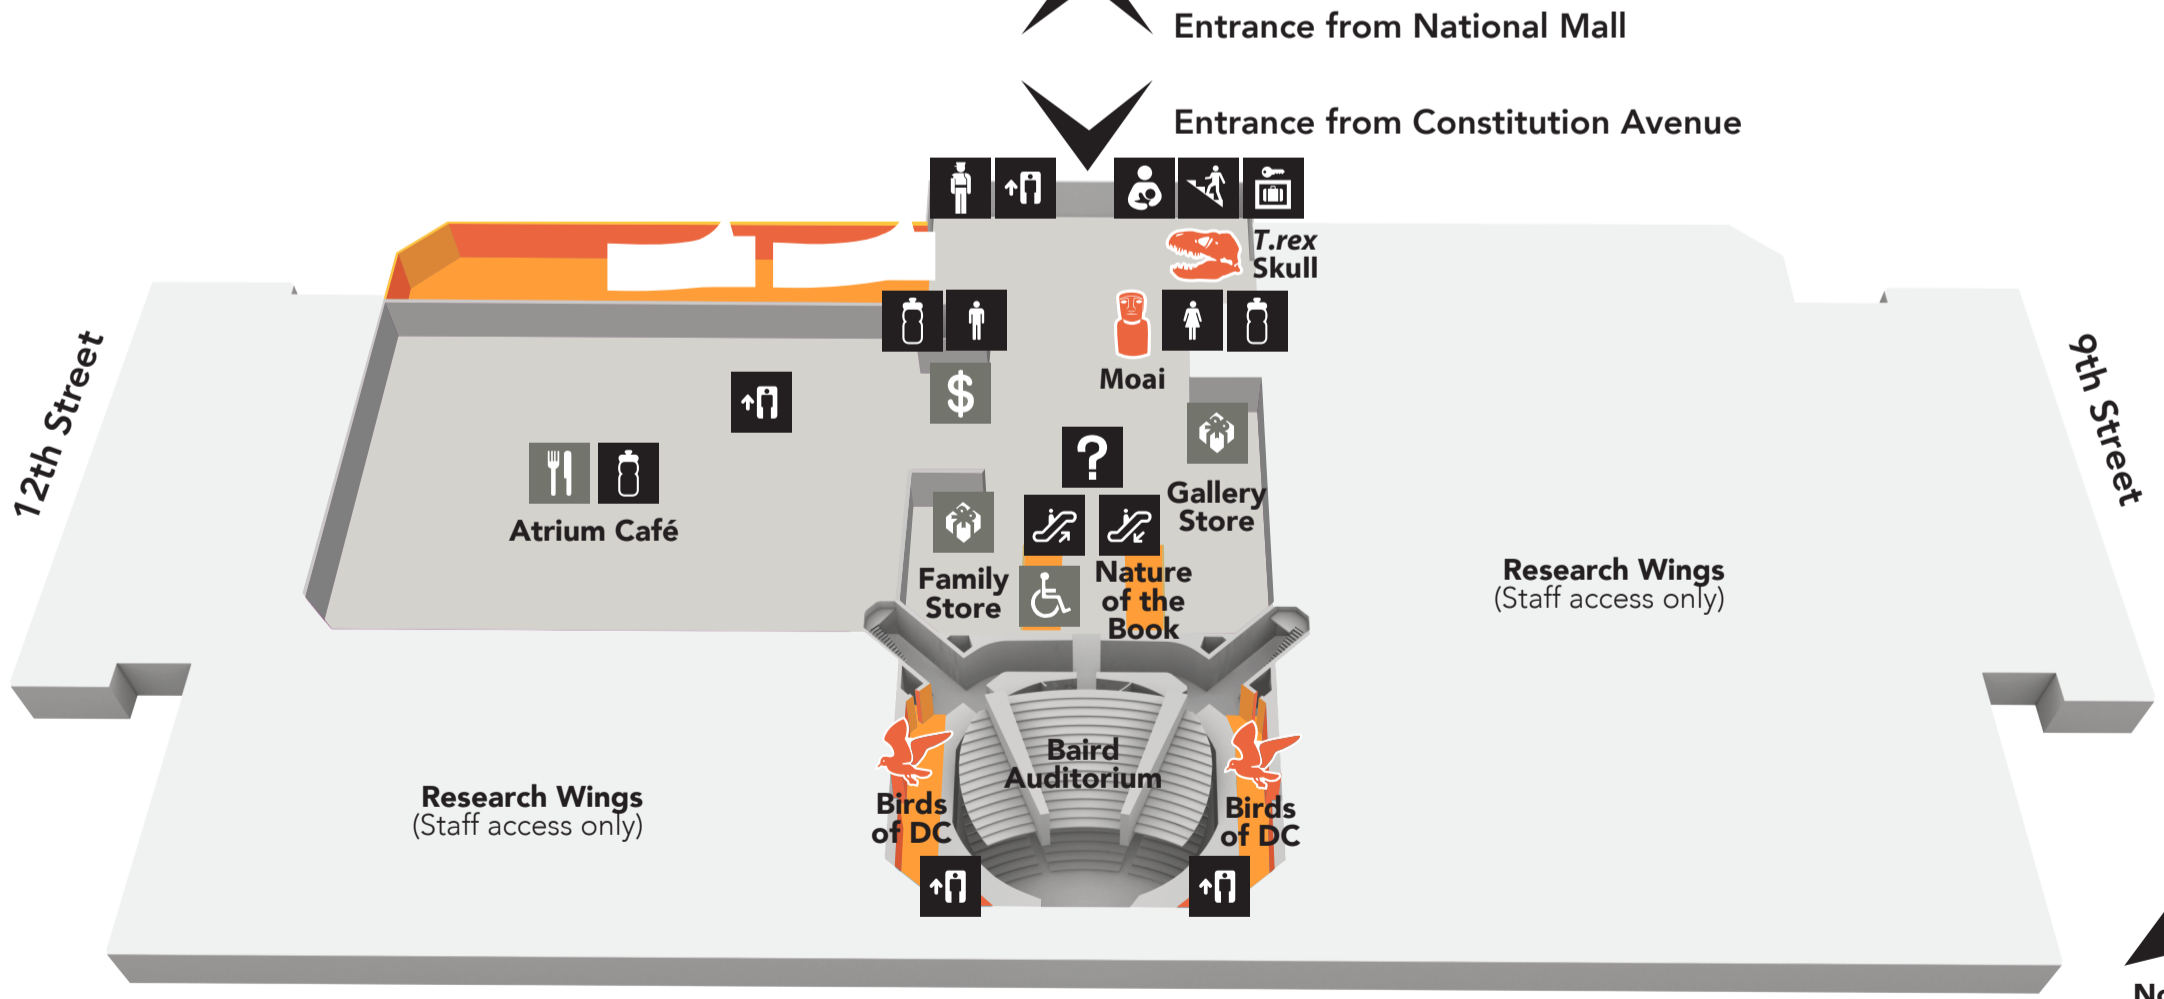 Entrance from National Mall
Entrance from Constitution Avenue
T.rex
Skull
12th Street
9th Street
$
Moai
?
Gallery
Store
Atrium Café
Family
Store
Nature
of the
Book
Research Wings
(Staff access only)
Baird
Auditorium
Research Wings
(Staff access only)
Birds
of DC
Birds
of DC